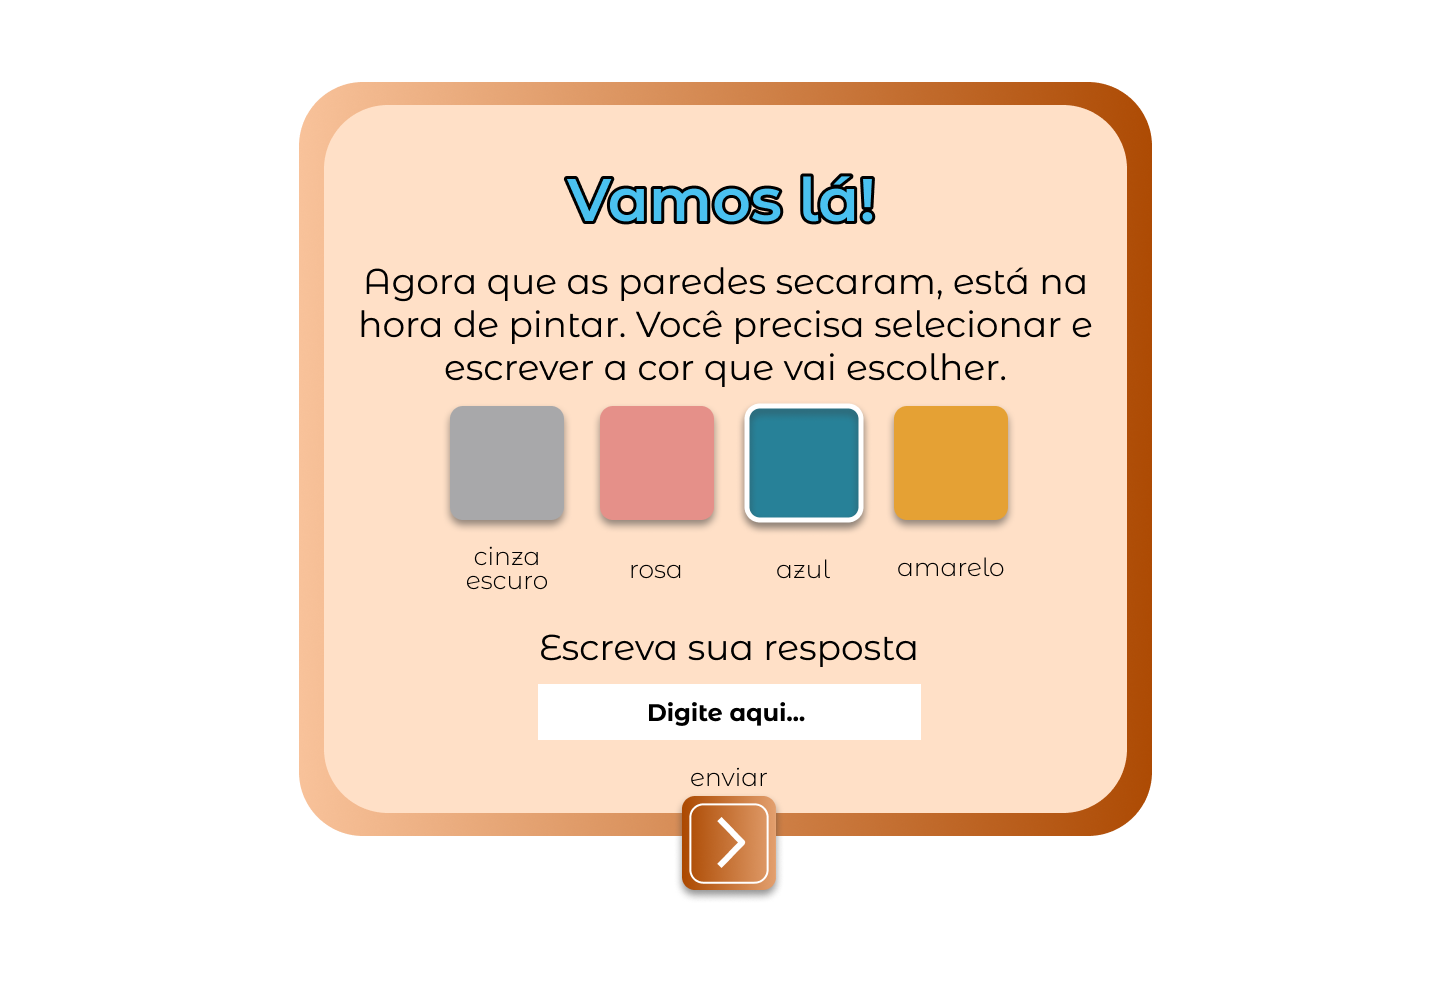 Vamos lá!
Agora que as paredes secaram, está na
hora de pintar. Você precisa selecionar e
escrever a cor que vai escolher.
cinza
escuro
rosa
azul
amarelo
Escreva sua resposta
Digite aqui...
enviar